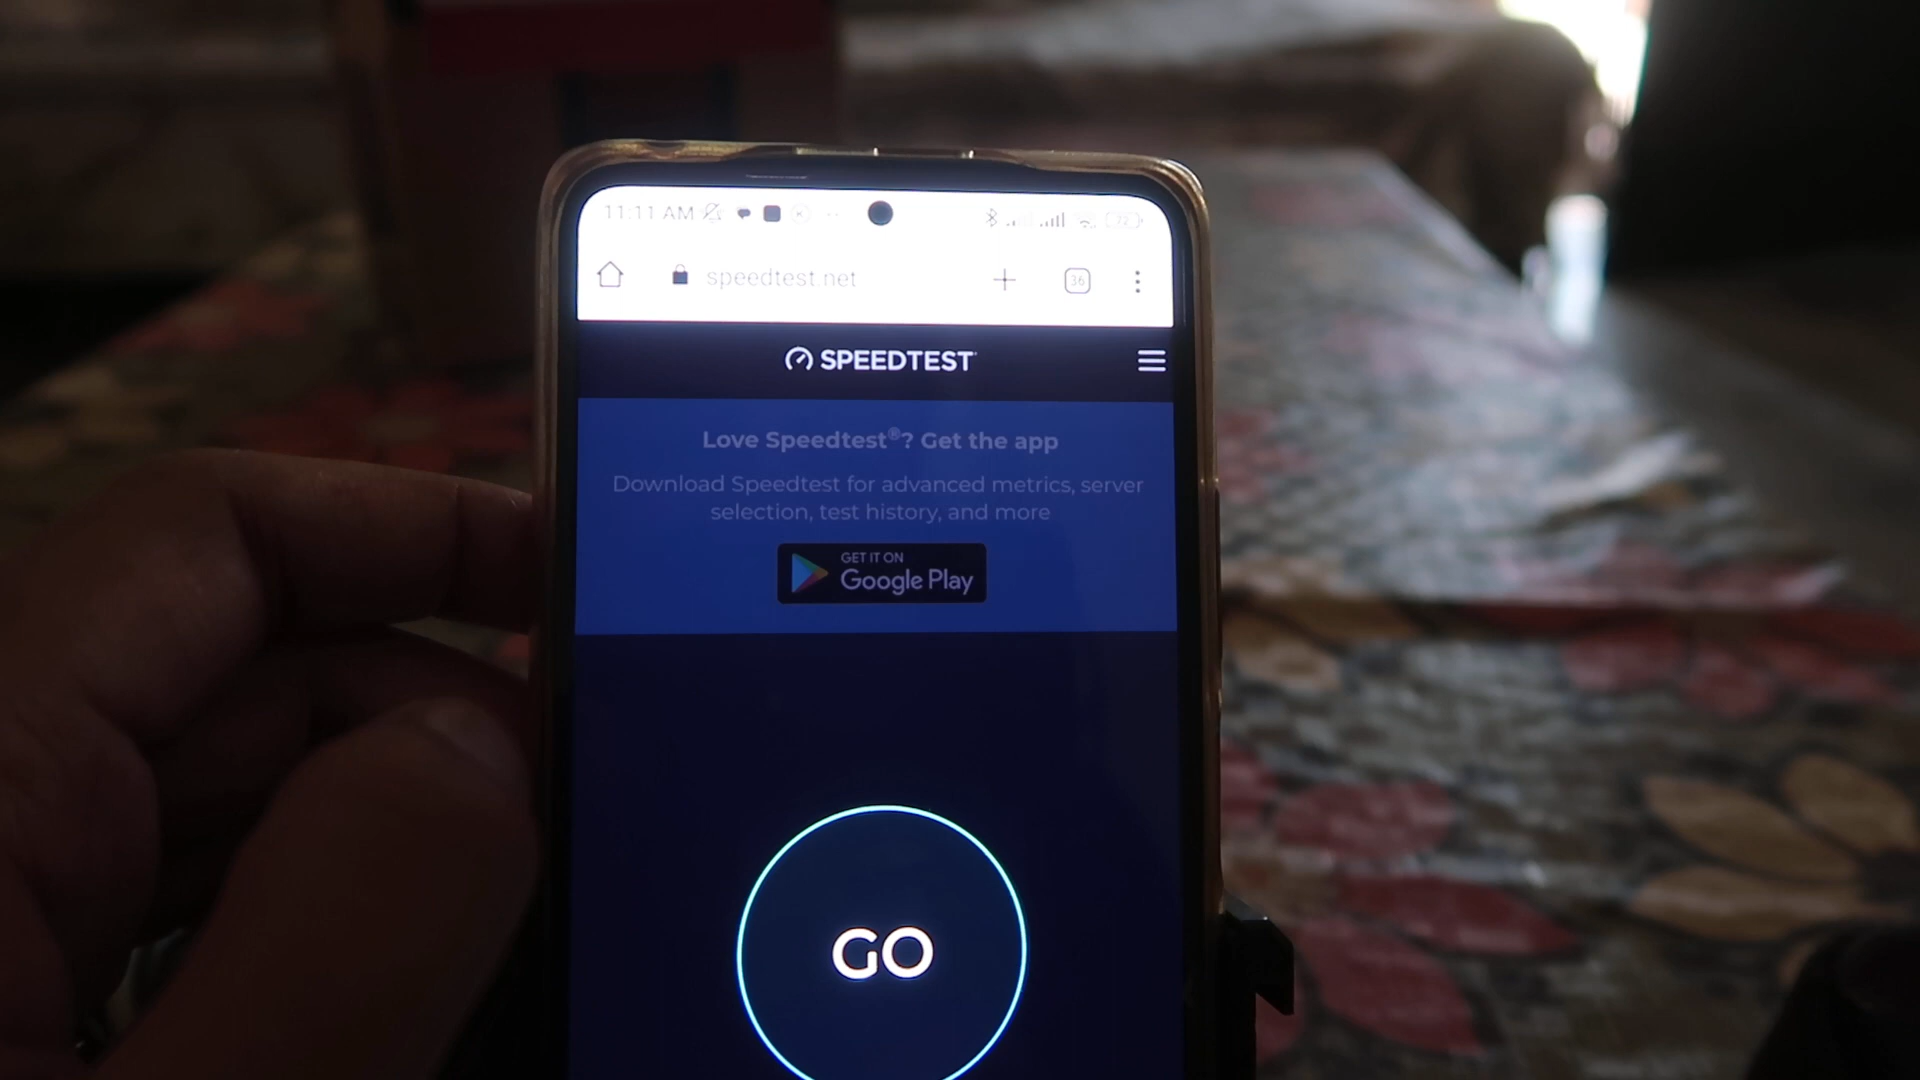 11:11 AM
72
speedtest.net
36
SPEEDTEST
Love Speedtest®? Get the app
Download Speedtest for advanced metrics, server
selection, test history, and more
GET IT ON
Google Play
GO